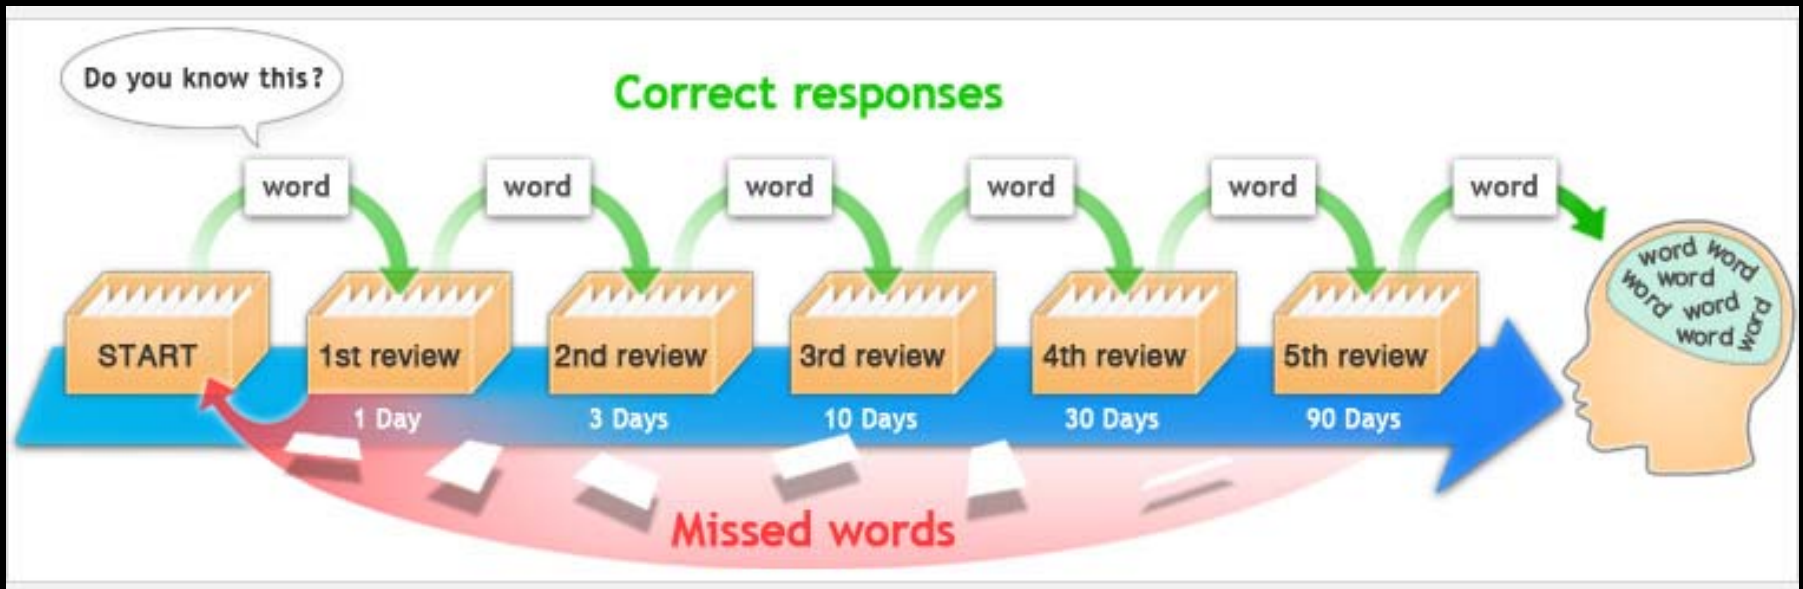 Do you know this?
Correct responses
word
word
word
word
word
word
START
1st review
2nd review
3rd review
4th review
5th review
1 Day
3 Days
10 Days
30 Days
90 Days
Missed words
word word
word
word word
word word